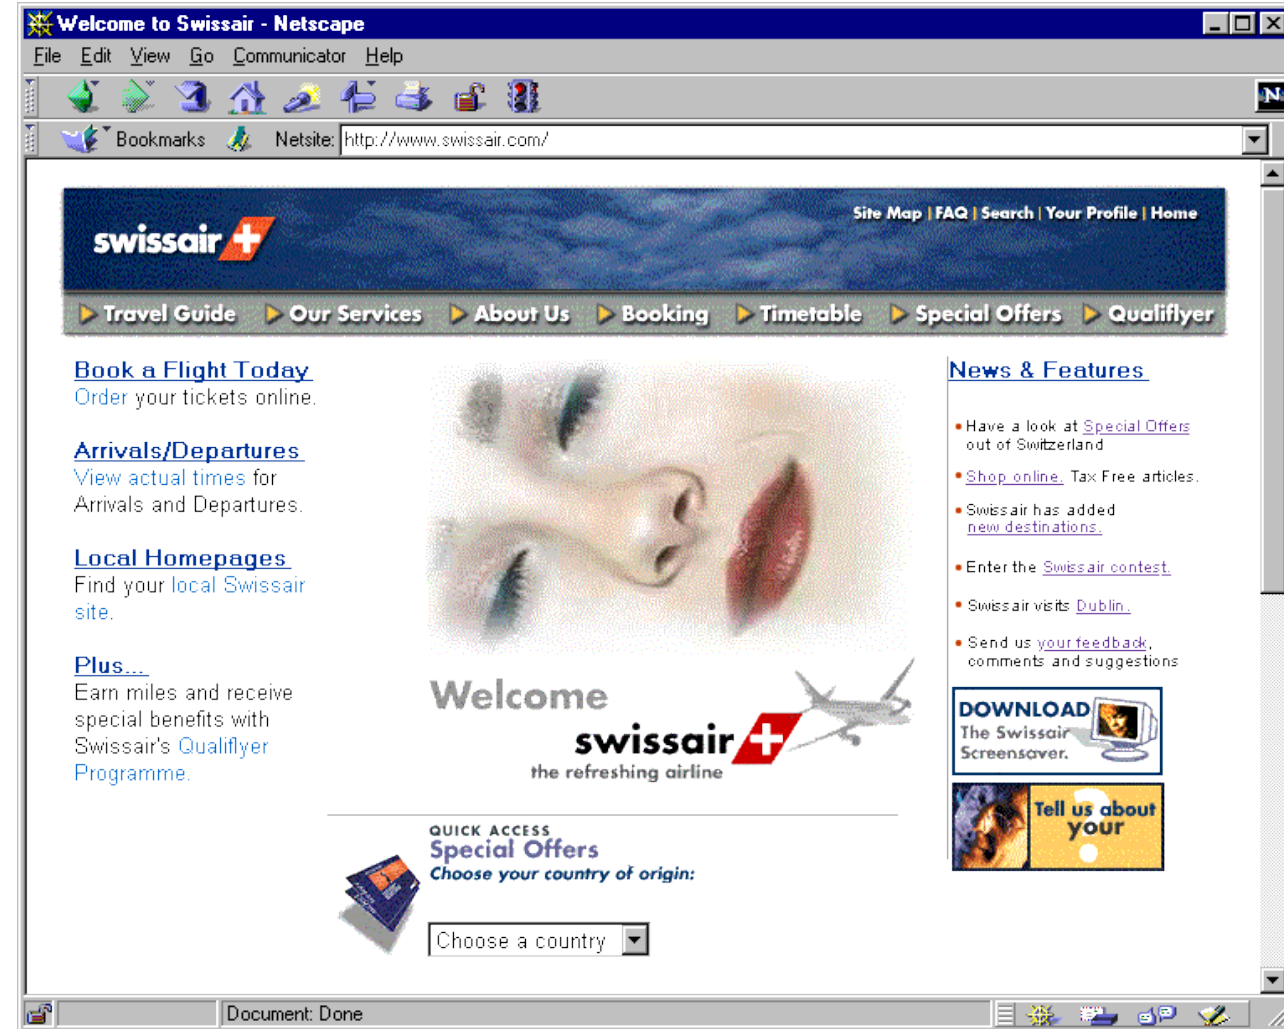 Welcome to Swissair - Netscape
File Edit View Go Communicator Help
N
Bookmarks Netsite: http://www.swissair.com/
Site Map | FAQ | Search | Your Profile | Home
swissair
Travel Guide Our Services About Us Booking Timetable Special Offers Qualiflyer
Book a Flight Today
Order your tickets online.
Arrivals/Departures
View actual times for
Arrivals and Departures.
Local Homepages
Find your local Swissair
site.
Plus...
Earn miles and receive
special benefits with
Swissair's Qualiflyer
Programme.
Welcome
swissair
the refreshing airline
QUICK ACCESS
Special Offers
Choose your country of origin:
Choose a country
News & Features
• Have a look at Special Offers
out of Switzerland
• Shop online. Tax Free articles.
• Swissair has added
new destinations.
• Enter the Swissair contest.
• Swissair visits Dublin.
• Send us your feedback,
comments and suggestions
DOWNLOAD
The Swissair
Screensaver.
?
Tell us about
your
Document: Done